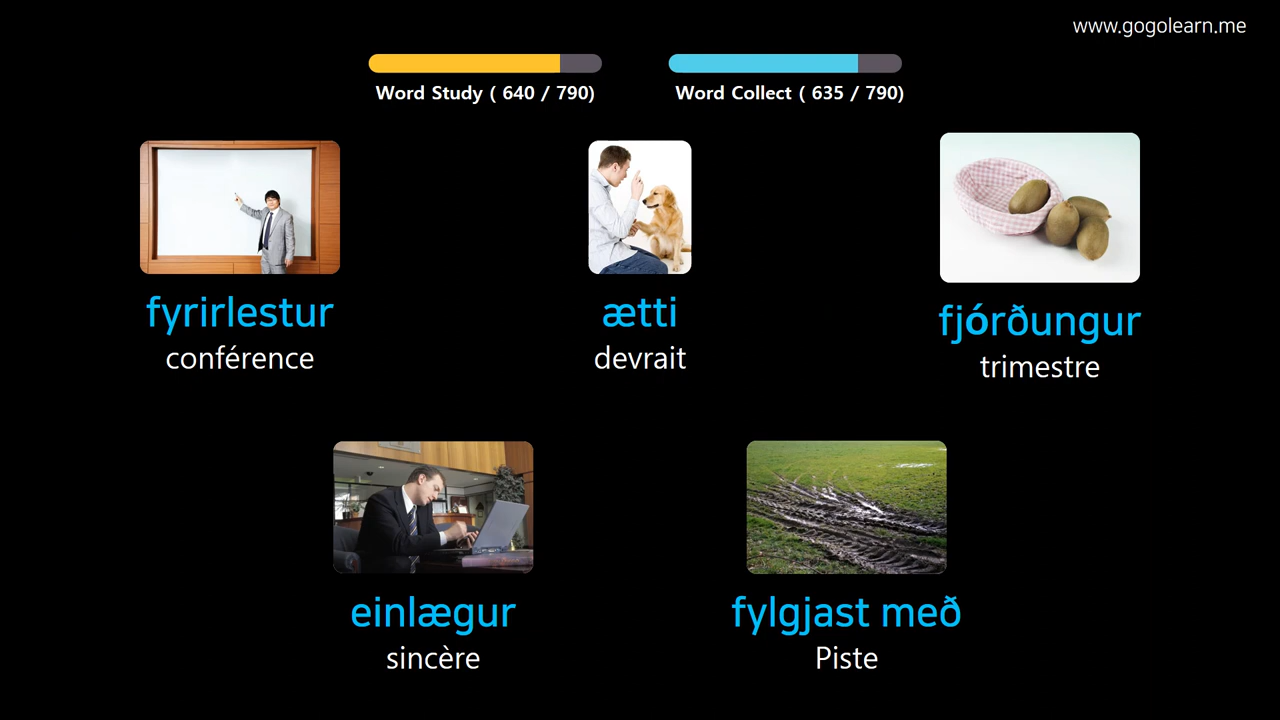 www.gogolearn.me
Word Study ( 640 / 790)
Word Collect ( 635 / 790)
fyrirlestur
conférence
ætti
devrait
fjórðungur
trimestre
einlægur
sincère
fylgjast með
Piste